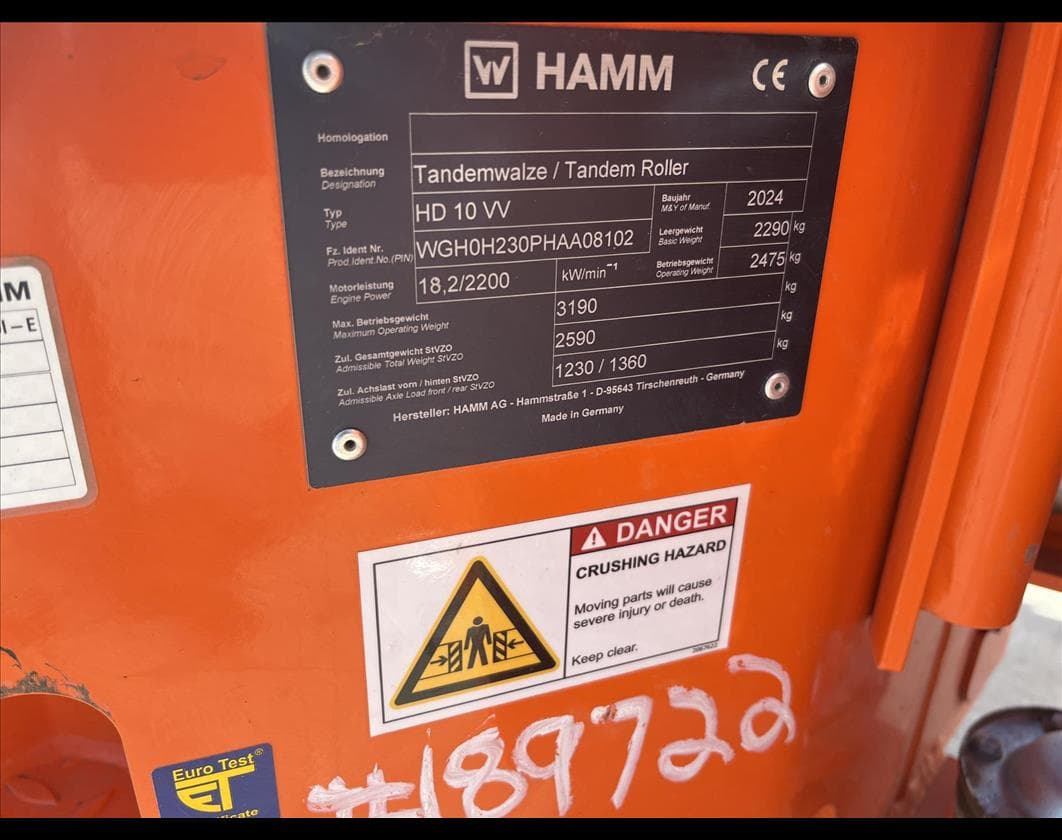 W HAMM CE
Homologation
Bezeichnung Tandemwalze / Tandem Roller
Designation
Typ HD 10 VV Baujahr 2024
Type M&Y of Manuf.
Fz. Ident Nr. WGH0H230PHAA08102 Leergewicht 2290 kg
Prod.Ident.No.(PIN) Basic Weight
Motorleistung 18,2/2200 kW/min⁻¹ Betriebsgewicht 2475 kg
Engine Power Operating Weight
Max. Betriebsgewicht 3190 kg
Maximum Operating Weight
Zul. Gesamtgewicht StVZO 2590 kg
Admissible Total Weight StVZO
Zul. Achslast vorn / hinten StVZO 1230 / 1360 kg
Admissible Axle Load front / rear StVZO
Hersteller: HAMM AG - Hammstraße 1 - D-95643 Tirschenreuth - Germany
Made in Germany
MM
I-E
DANGER
CRUSHING HAZARD
Moving parts will cause
severe injury or death.
Keep clear.
#189722
Euro Test®
ET